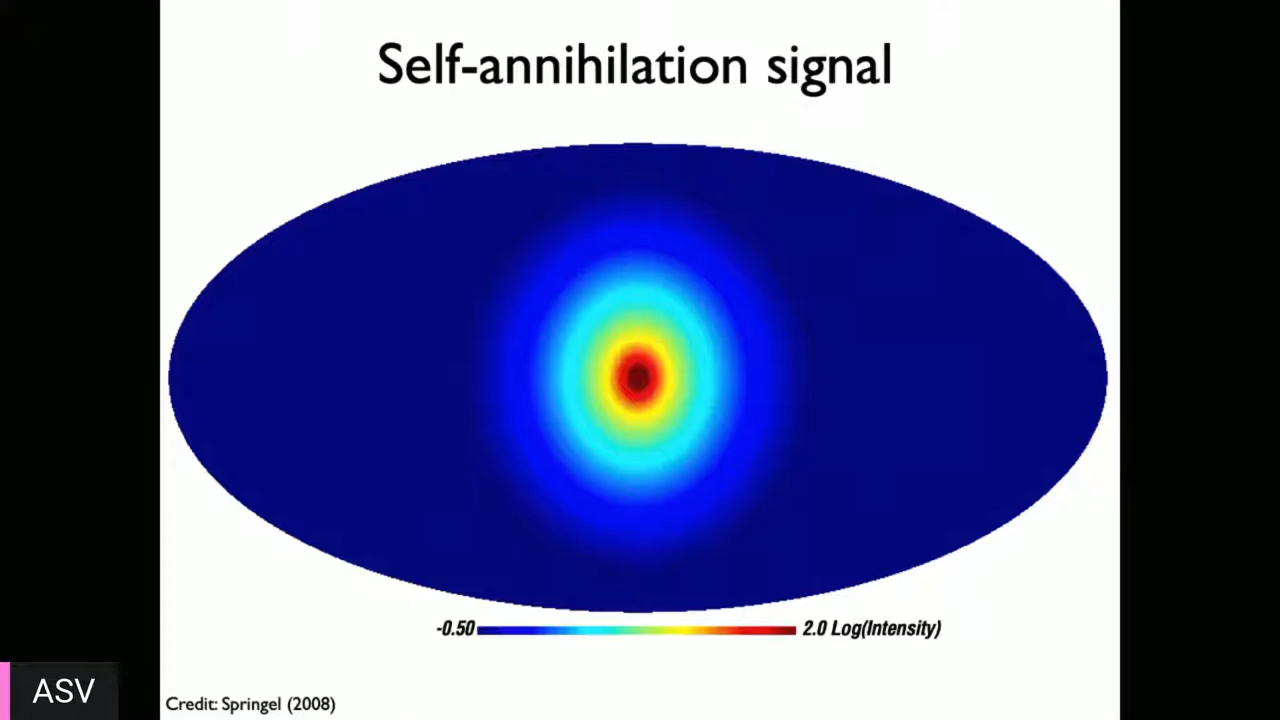 Self-annihilation signal
-0.50 2.0 Log(Intensity)
ASV
Credit: Springel (2008)